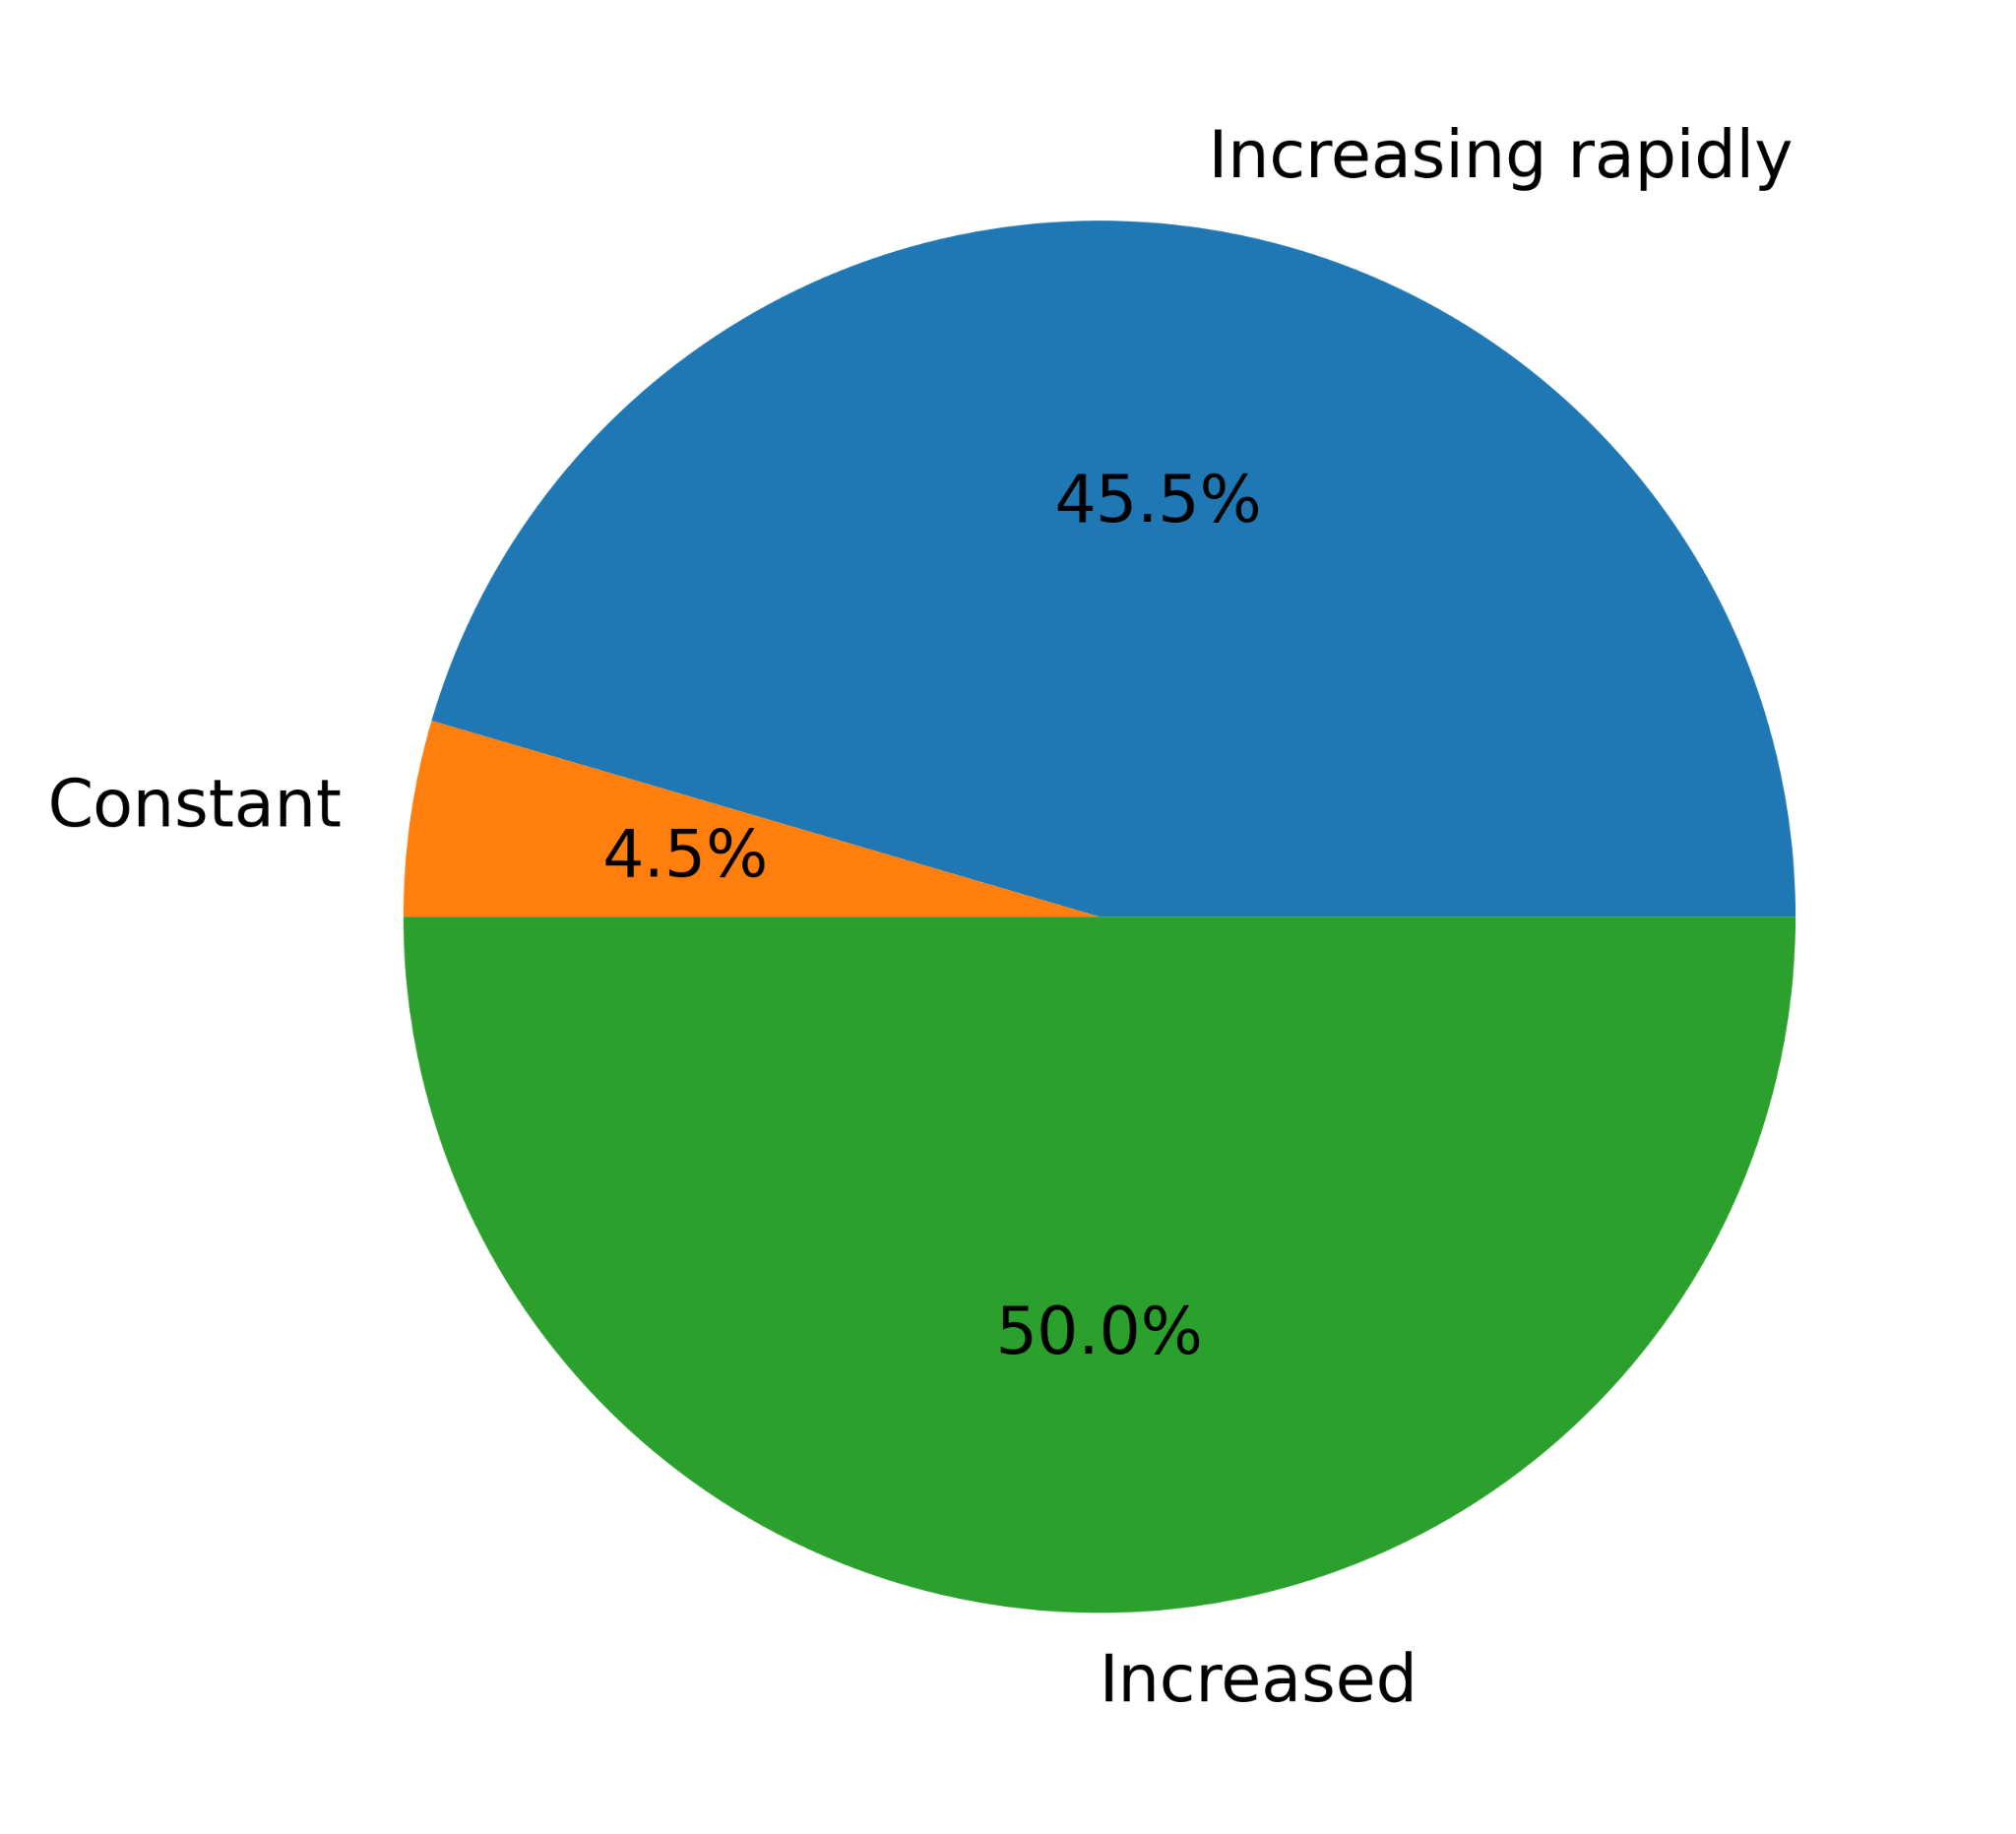 Increasing rapidly
45.5%
Constant
4.5%
50.0%
Increased